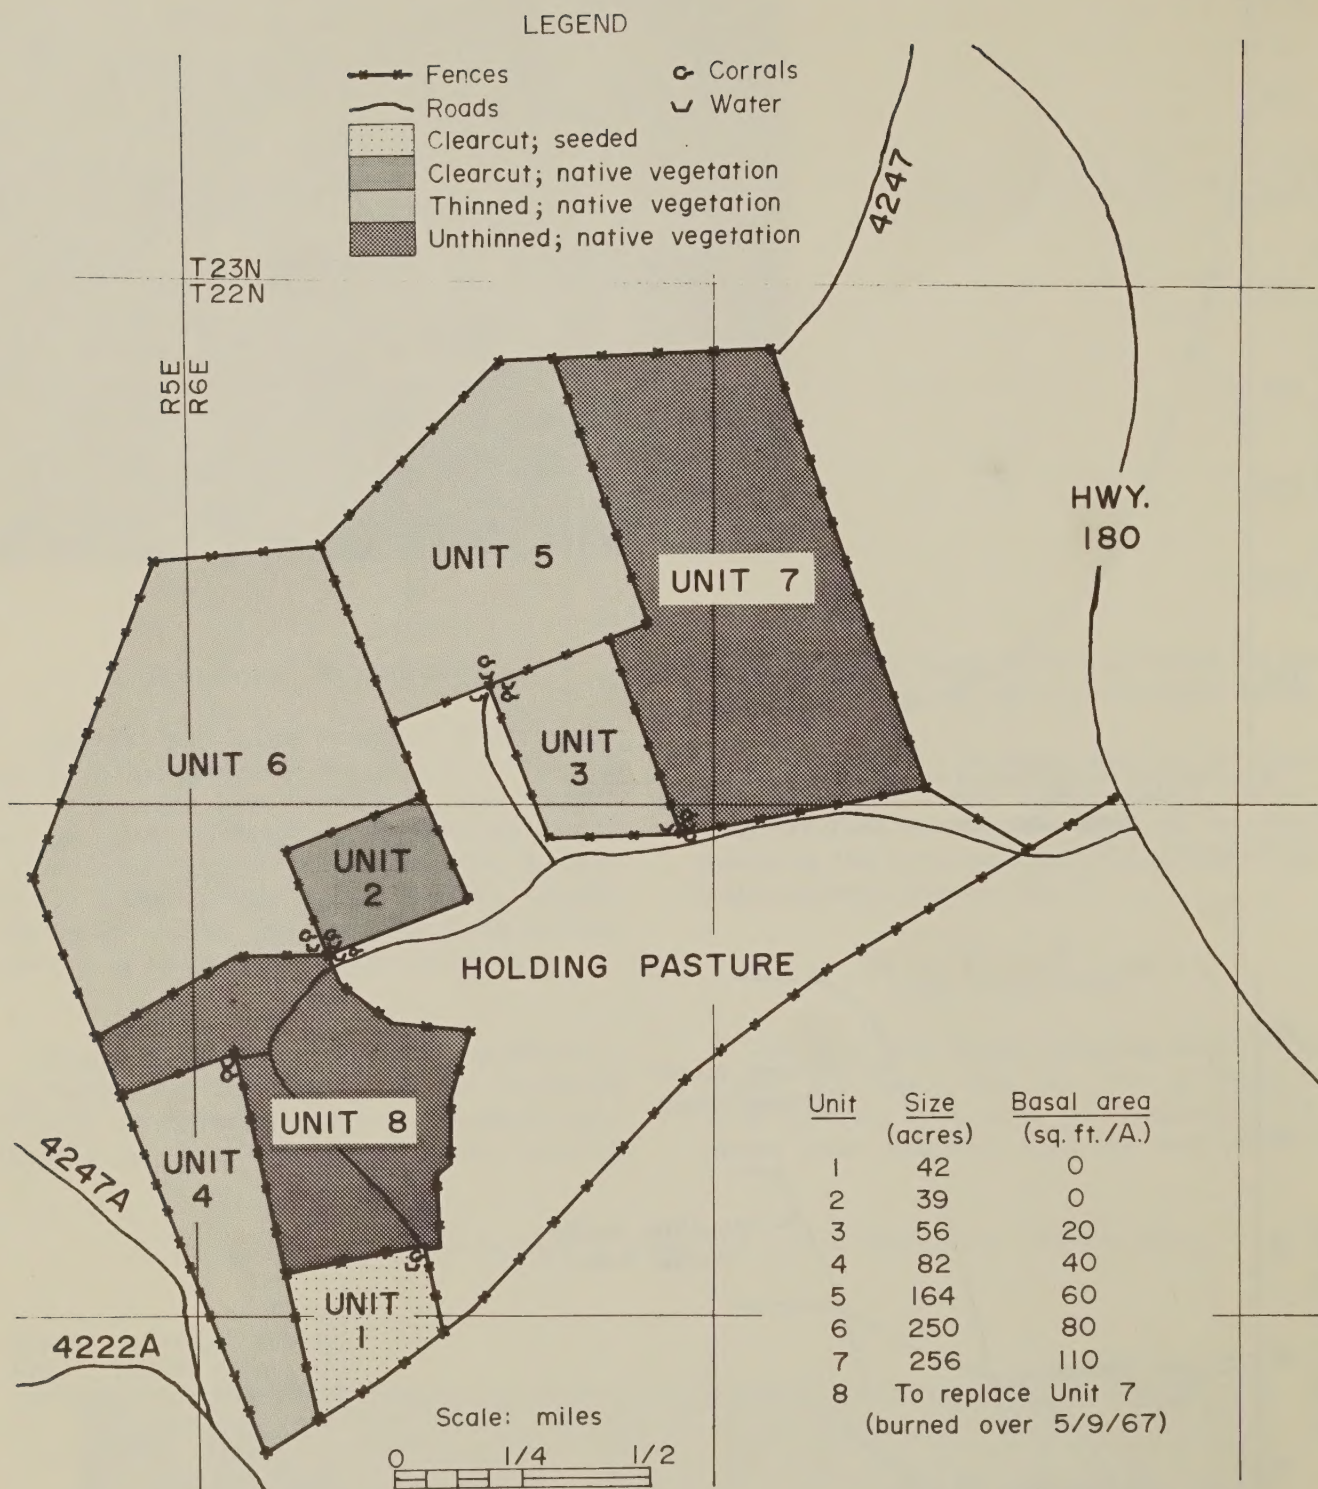 LEGEND
Fences
Corrals
Roads
Water
Clearcut; seeded
Clearcut; native vegetation
Thinned; native vegetation
Unthinned; native vegetation
4247
T23N
T22N
R5E
R6E
HWY.
180
UNIT 5
UNIT 7
UNIT 6
UNIT
3
UNIT
2
HOLDING PASTURE
UNIT 8
UNIT
4
4247A
UNIT
1
4222A
Unit Size Basal area
(acres) (sq. ft./A.)
1 42 0
2 39 0
3 56 20
4 82 40
5 164 60
6 250 80
7 256 110
8 To replace Unit 7
(burned over 5/9/67)
Scale: miles
0 1/4 1/2